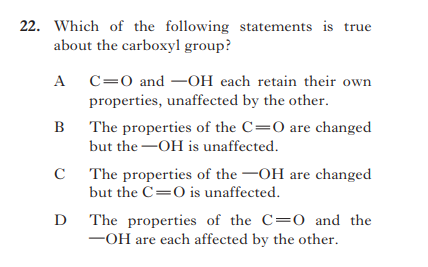 22. Which of the following statements is true
about the carboxyl group?
A C=O and —OH each retain their own
properties, unaffected by the other.
B The properties of the C=O are changed
but the —OH is unaffected.
C The properties of the —OH are changed
but the C=O is unaffected.
D The properties of the C=O and the
—OH are each affected by the other.